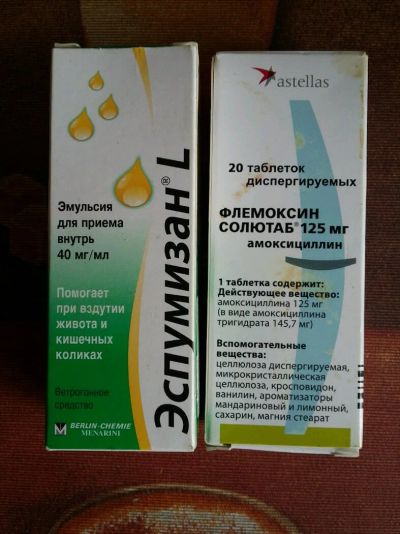 Эмульсия
для приема
внутрь
40 мг/мл
Помогает
при вздутии
живота и
кишечных
коликах
Ветрогонное
средство
BERLIN-CHEMIE
MENARINI
Эспумизан® L
astellas
20 таблеток
диспергируемых
ФЛЕМОКСИН
СОЛЮТАБ® 125 мг
амоксициллин
1 таблетка содержит:
Действующее вещество:
амоксициллина 125 мг
(в виде амоксициллина
тригидрата 145,7 мг)
Вспомогательные
вещества:
целлюлоза диспергируемая,
микрокристаллическая
целлюлоза, кросповидон,
ванилин, ароматизаторы
мандариновый и лимонный,
сахарин, магния стеарат